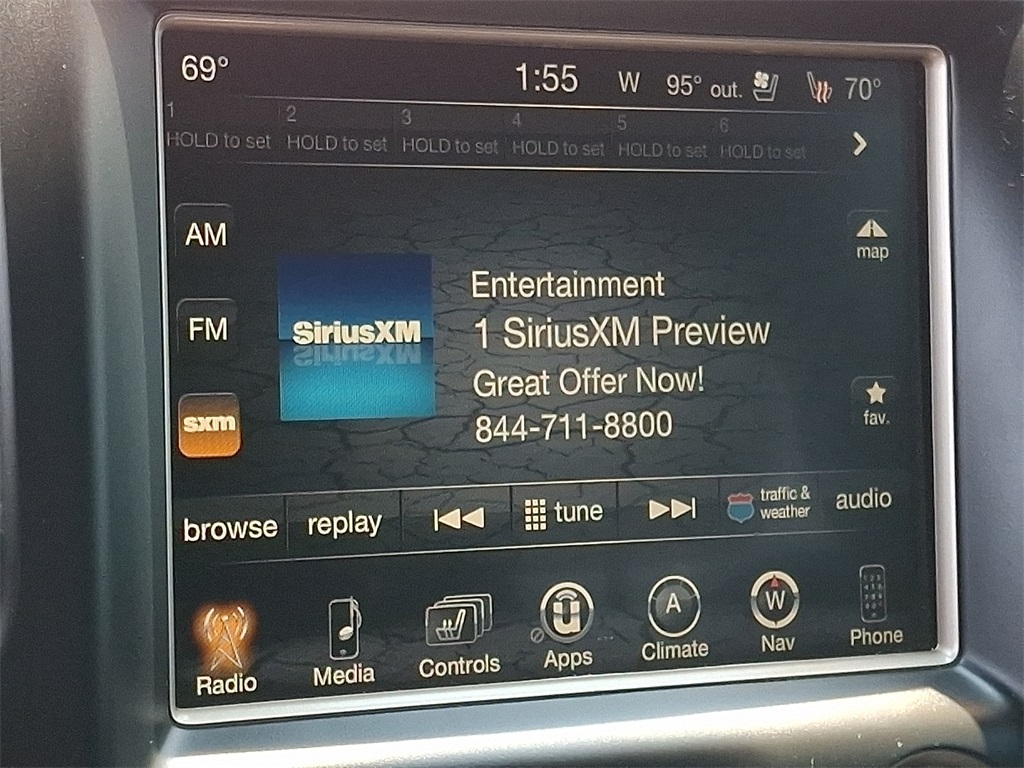 69° 1:55 W 95° out. 70°
1 2 3 4 5 6
HOLD to set HOLD to set HOLD to set HOLD to set HOLD to set HOLD to set
AM
map
Entertainment
SiriusXM
1 SiriusXM Preview
FM
Great Offer Now!
fav.
sxm
844-711-8800
browse replay tune traffic & audio
weather
A W
Radio Media Controls Apps Climate Nav Phone